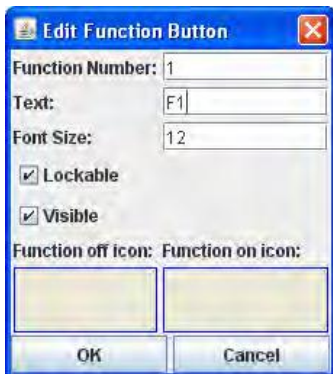 Edit Function Button
Function Number: 1
Text: F1
Font Size: 12
Lockable
Visible
Function off icon: Function on icon:
OK Cancel